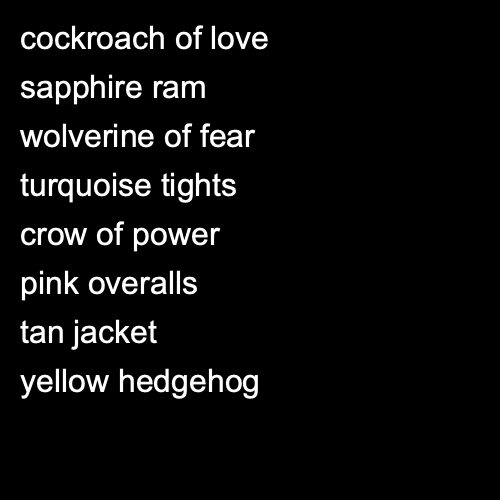 cockroach of love
sapphire ram
wolverine of fear
turquoise tights
crow of power
pink overalls
tan jacket
yellow hedgehog